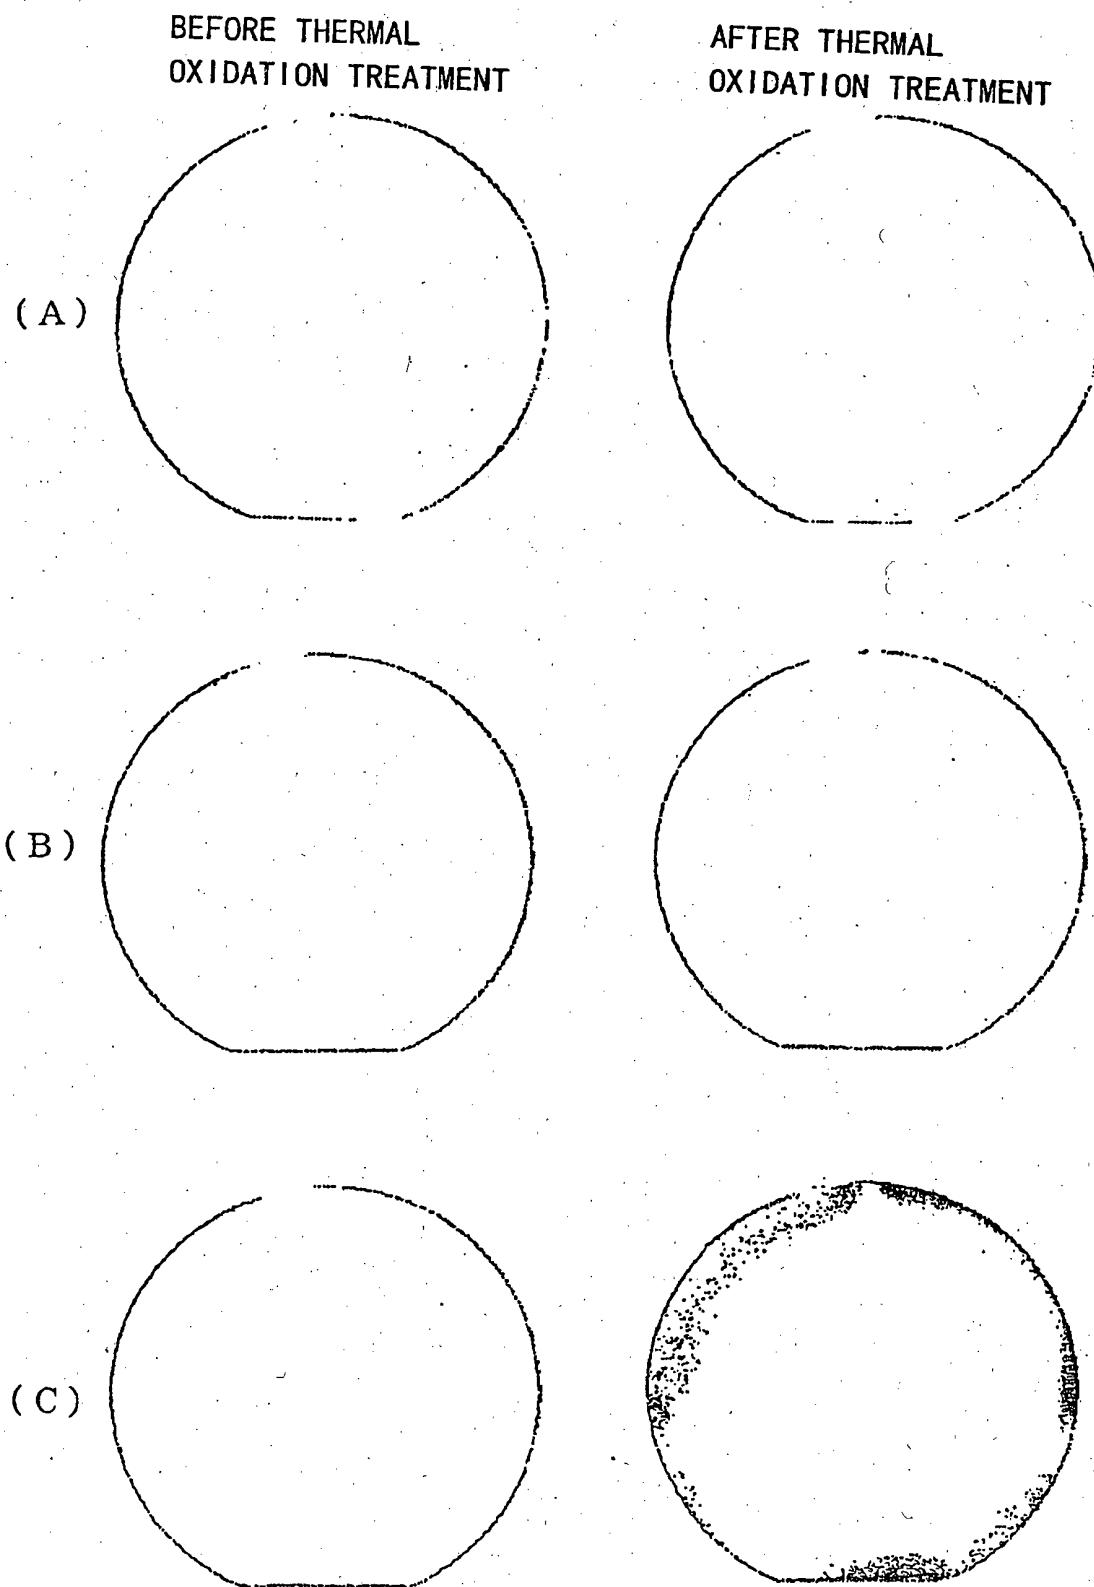 BEFORE THERMAL
OXIDATION TREATMENT
AFTER THERMAL
OXIDATION TREATMENT
(A)
(B)
(C)